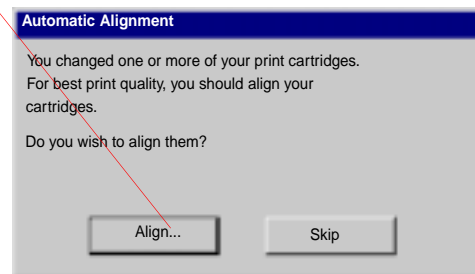 Automatic Alignment
You changed one or more of your print cartridges.
For best print quality, you should align your
cartridges.
Do you wish to align them?
Align...
Skip